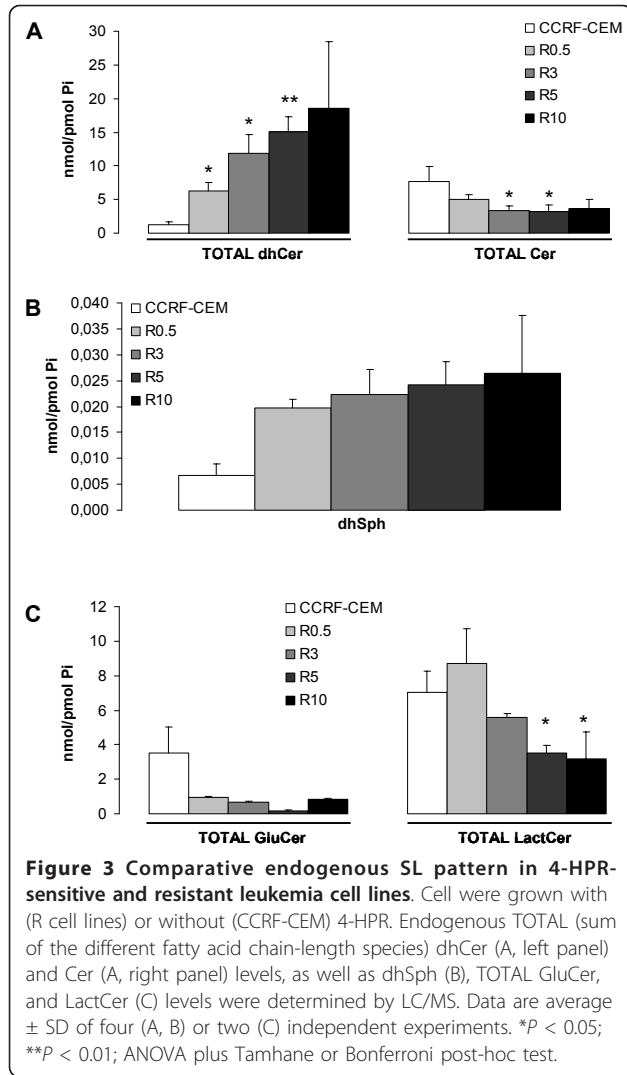 A
nmol/pmol Pi
30
25
20
15
10
5
0
*
*
**
*
*
CCRF-CEM
R0.5
R3
R5
R10
TOTAL dhCer
TOTAL Cer
B
nmol/pmol Pi
0,040
0,035
0,030
0,025
0,020
0,015
0,010
0,005
0,000
CCRF-CEM
R0.5
R3
R5
R10
dhSph
C
nmol/pmol Pi
12
10
8
6
4
2
0
CCRF-CEM
R0.5
R3
R5
R10
*
*
TOTAL GluCer
TOTAL LactCer
Figure 3 Comparative endogenous SL pattern in 4-HPR-
sensitive and resistant leukemia cell lines. Cell were grown with
(R cell lines) or without (CCRF-CEM) 4-HPR. Endogenous TOTAL (sum
of the different fatty acid chain-length species) dhCer (A, left panel)
and Cer (A, right panel) levels, as well as dhSph (B), TOTAL GluCer,
and LactCer (C) levels were determined by LC/MS. Data are average
± SD of four (A, B) or two (C) independent experiments. *P < 0.05;
**P < 0.01; ANOVA plus Tamhane or Bonferroni post-hoc test.